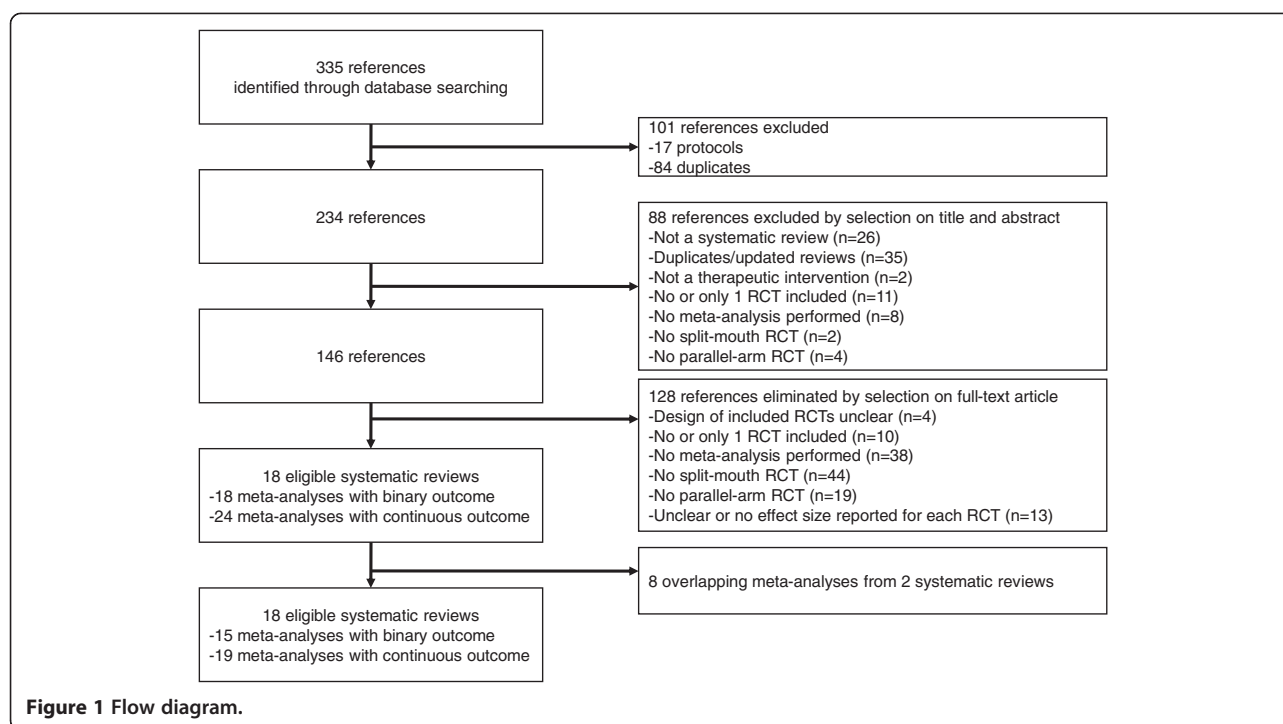 335 references
identified through database searching
101 references excluded
-17 protocols
-84 duplicates
234 references
88 references excluded by selection on title and abstract
-Not a systematic review (n=26)
-Duplicates/updated reviews (n=35)
-Not a therapeutic intervention (n=2)
-No or only 1 RCT included (n=11)
-No meta-analysis performed (n=8)
-No split-mouth RCT (n=2)
-No parallel-arm RCT (n=4)
146 references
128 references eliminated by selection on full-text article
-Design of included RCTs unclear (n=4)
-No or only 1 RCT included (n=10)
-No meta-analysis performed (n=38)
-No split-mouth RCT (n=44)
-No parallel-arm RCT (n=19)
-Unclear or no effect size reported for each RCT (n=13)
18 eligible systematic reviews
-18 meta-analyses with binary outcome
-24 meta-analyses with continuous outcome
8 overlapping meta-analyses from 2 systematic reviews
18 eligible systematic reviews
-15 meta-analyses with binary outcome
-19 meta-analyses with continuous outcome
Figure 1 Flow diagram.